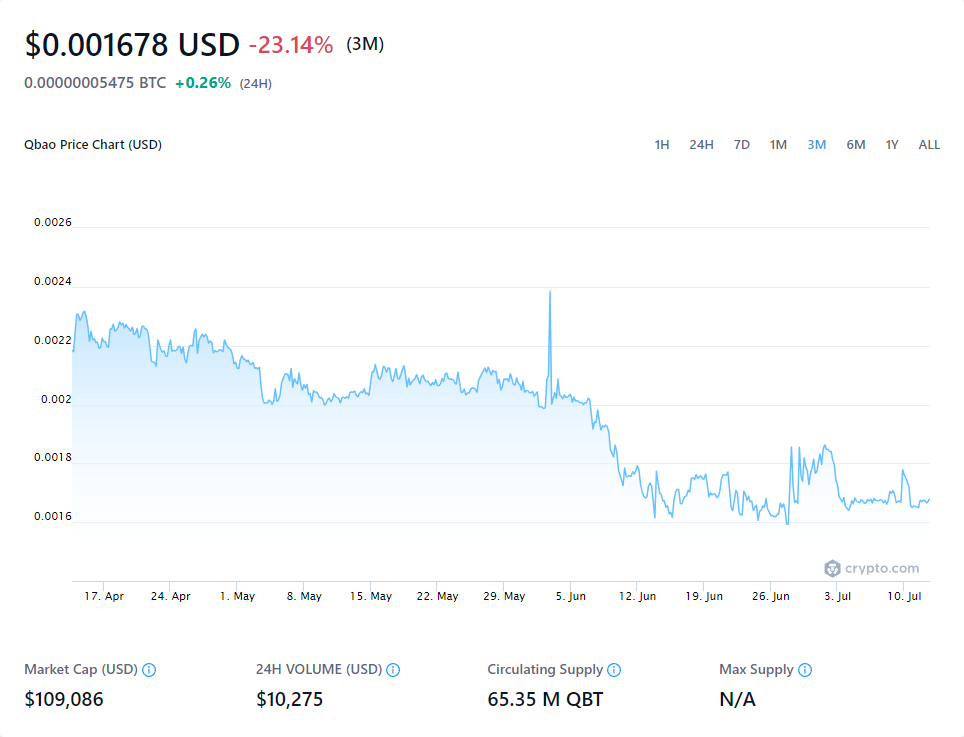 $0.001678 USD -23.14% (3M)
0.00000005475 BTC +0.26% (24H)
Qbao Price Chart (USD) 1H 24H 7D 1M 3M 6M 1Y ALL
0.0026
0.0024
0.0022
0.002
0.0018
0.0016
crypto.com
17. Apr 24. Apr 1. May 8. May 15. May 22. May 29. May 5. Jun 12. Jun 19. Jun 26. Jun 3. Jul 10. Jul
Market Cap (USD) 24H VOLUME (USD) Circulating Supply Max Supply
$109,086 $10,275 65.35 M QBT N/A